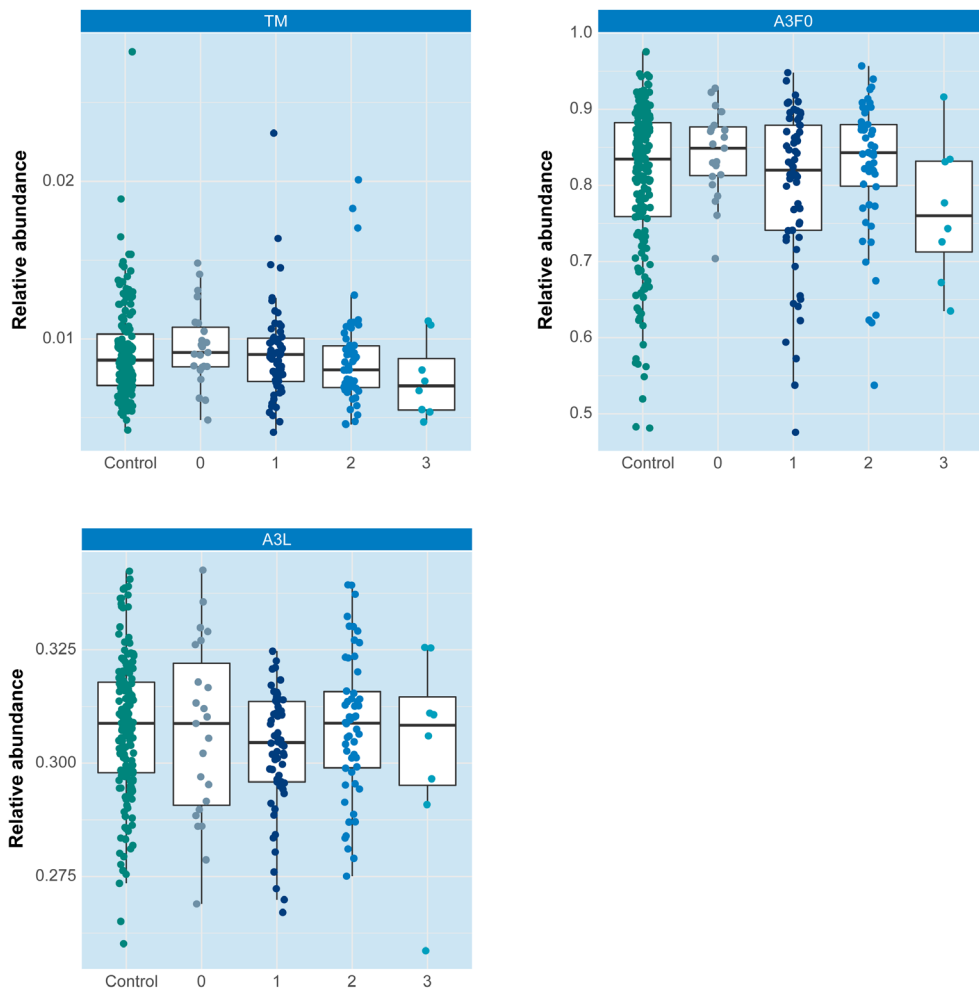 TM
Relative abundance
0.02
0.01
Control 0 1 2 3
A3F0
Relative abundance
1.0
0.9
0.8
0.7
0.6
0.5
Control 0 1 2 3
A3L
Relative abundance
0.325
0.300
0.275
Control 0 1 2 3